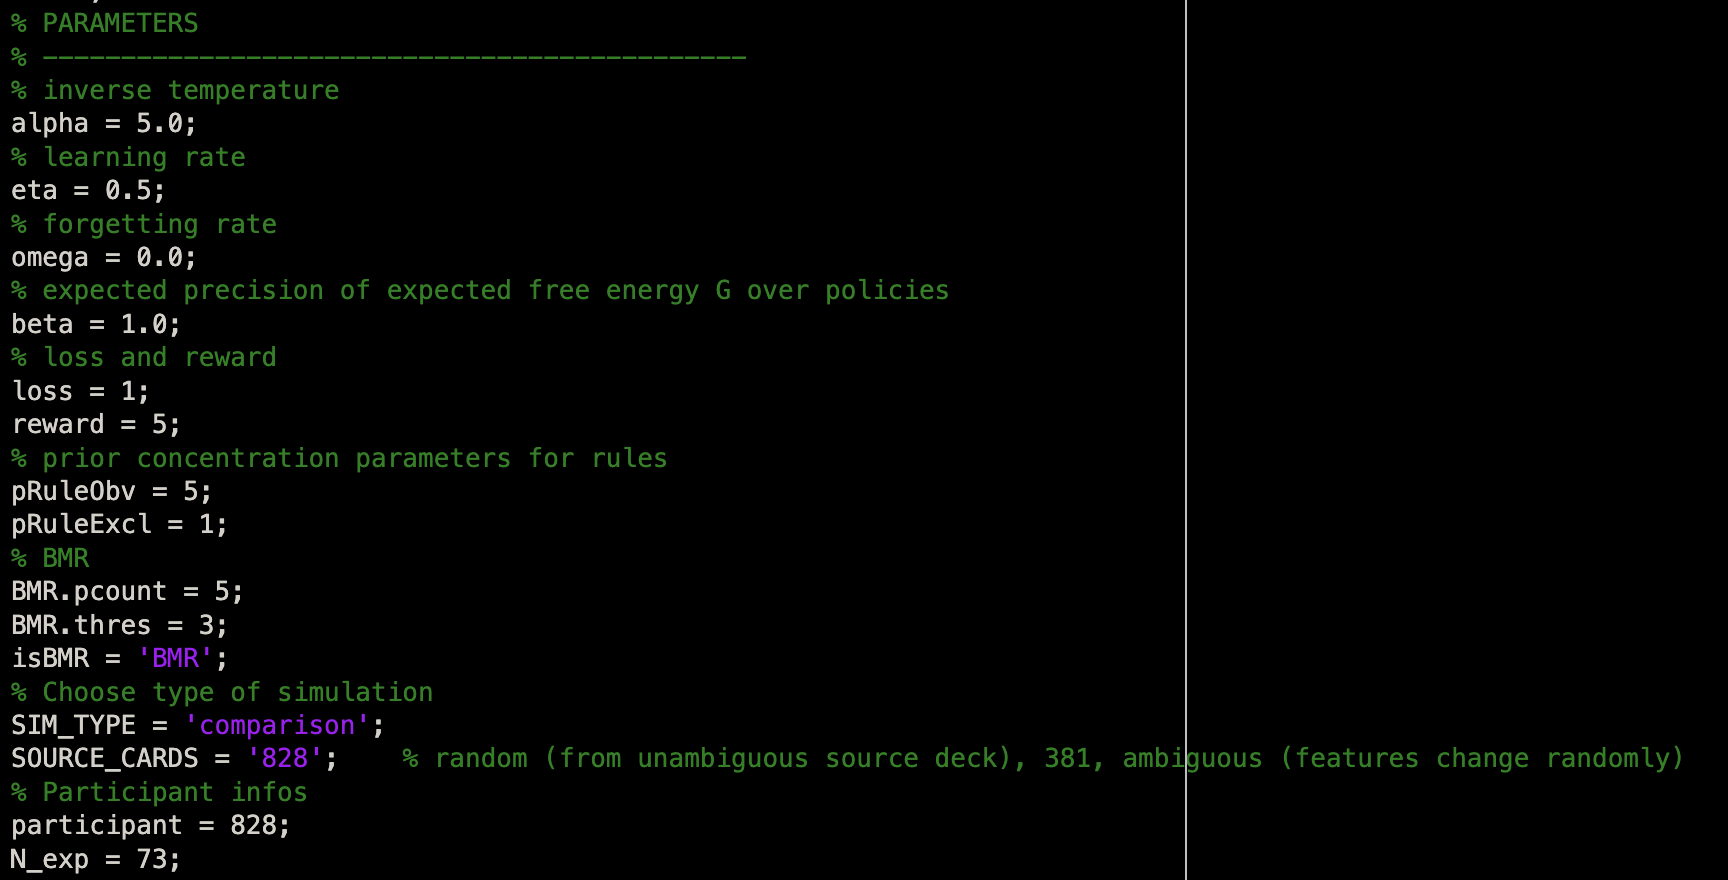 % PARAMETERS
% ---------------------------------------------
% inverse temperature
alpha = 5.0;
% learning rate
eta = 0.5;
% forgetting rate
omega = 0.0;
% expected precision of expected free energy G over policies
beta = 1.0;
% loss and reward
loss = 1;
reward = 5;
% prior concentration parameters for rules
pRuleObv = 5;
pRuleExcl = 1;
% BMR
BMR.pcount = 5;
BMR.thres = 3;
isBMR = 'BMR';
% Choose type of simulation
SIM_TYPE = 'comparison';
SOURCE_CARDS = '828';    % random (from unambiguous source deck), 381, ambiguous (features change randomly)
% Participant infos
participant = 828;
N_exp = 73;